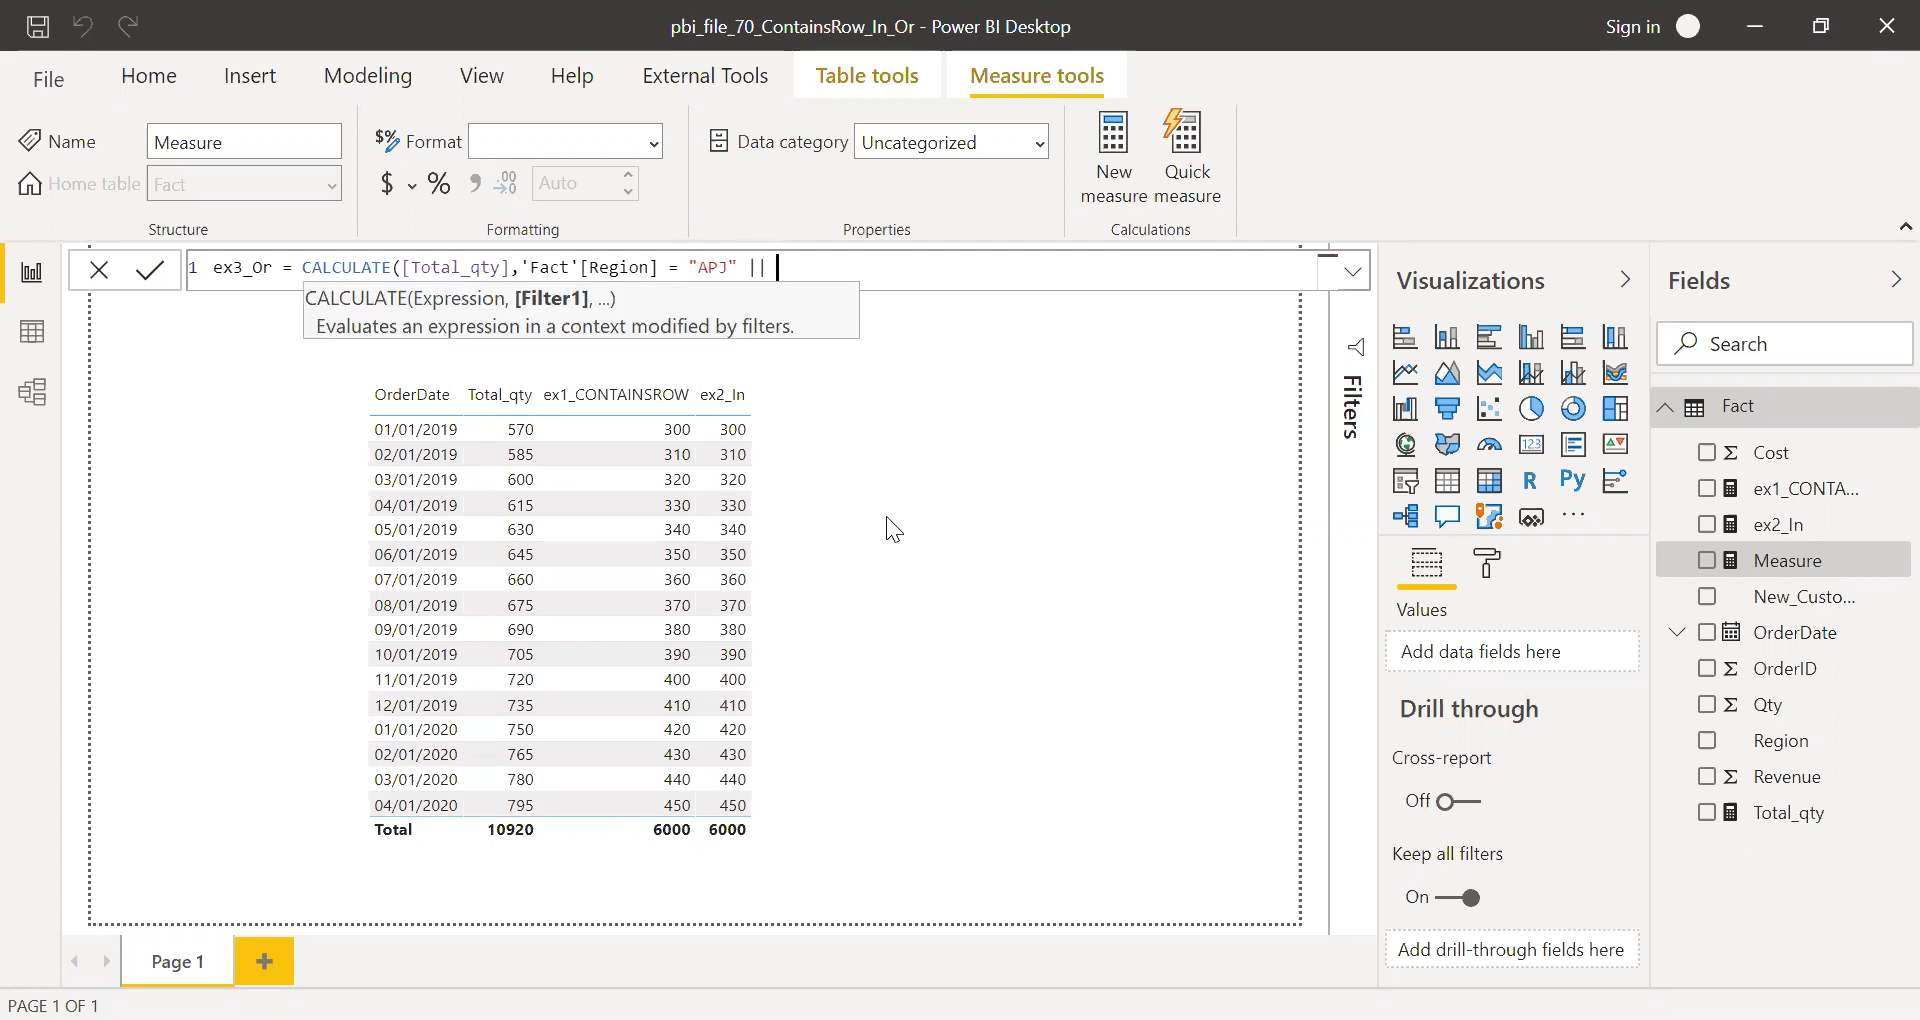 pbi_file_70_ContainsRow_In_Or - Power BI Desktop
Sign in
File Home Insert Modeling View Help External Tools Table tools Measure tools
Name Measure
Home table Fact
Structure
$% Format
$ % 9 .00 Auto
Formatting
Data category Uncategorized
Properties
New measure
Quick measure
Calculations
1 ex3_Or = CALCULATE([Total_qty],'Fact'[Region] = "APJ" ||
CALCULATE(Expression, [Filter1], ...)
Evaluates an expression in a context modified by filters.
OrderDate Total_qty ex1_CONTAINSROW ex2_In
01/01/2019 570 300 300
02/01/2019 585 310 310
03/01/2019 600 320 320
04/01/2019 615 330 330
05/01/2019 630 340 340
06/01/2019 645 350 350
07/01/2019 660 360 360
08/01/2019 675 370 370
09/01/2019 690 380 380
10/01/2019 705 390 390
11/01/2019 720 400 400
12/01/2019 735 410 410
01/01/2020 750 420 420
02/01/2020 765 430 430
03/01/2020 780 440 440
04/01/2020 795 450 450
Total 10920 6000 6000
Filters
Visualizations
123
R Py
...
Values
Add data fields here
Drill through
Cross-report
Off
Keep all filters
On
Add drill-through fields here
Fields
Search
Fact
Σ Cost
ex1_CONTA...
ex2_In
Measure
New_Custo...
OrderDate
Σ OrderID
Σ Qty
Region
Σ Revenue
Total_qty
Page 1
PAGE 1 OF 1